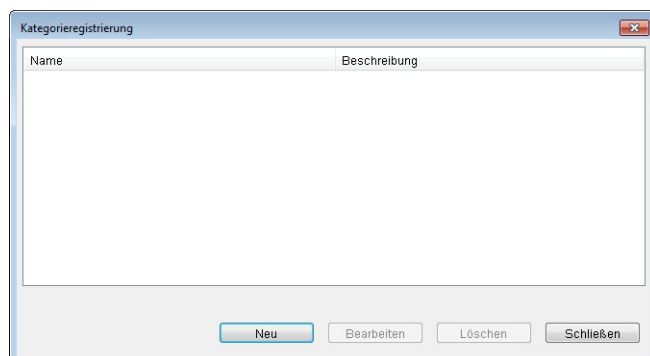 Kategorieregistrierung
Name Beschreibung
Neu Bearbeiten Löschen Schließen